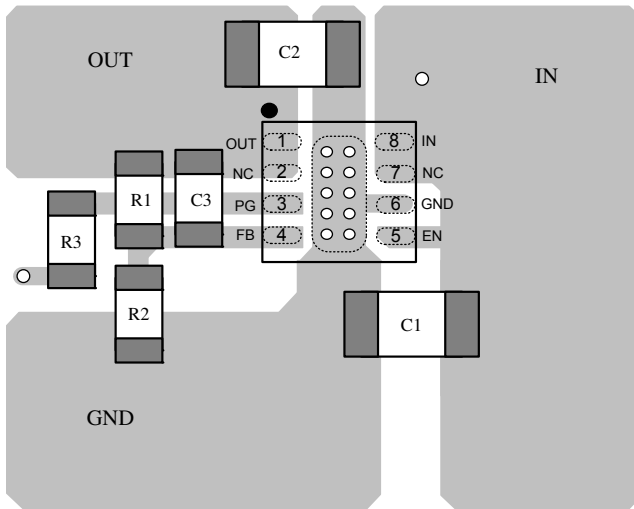 OUT
C2
IN
OUT 1 8 IN
NC 2 7 NC
PG 3 6 GND
FB 4 5 EN
R1
C3
R3
R2
C1
GND